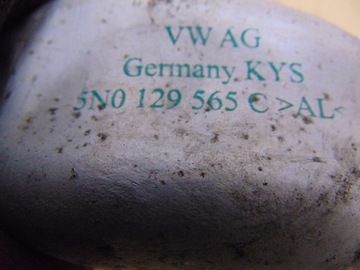 VW AG
Germany KYS
5N0 129 565 C >AL<